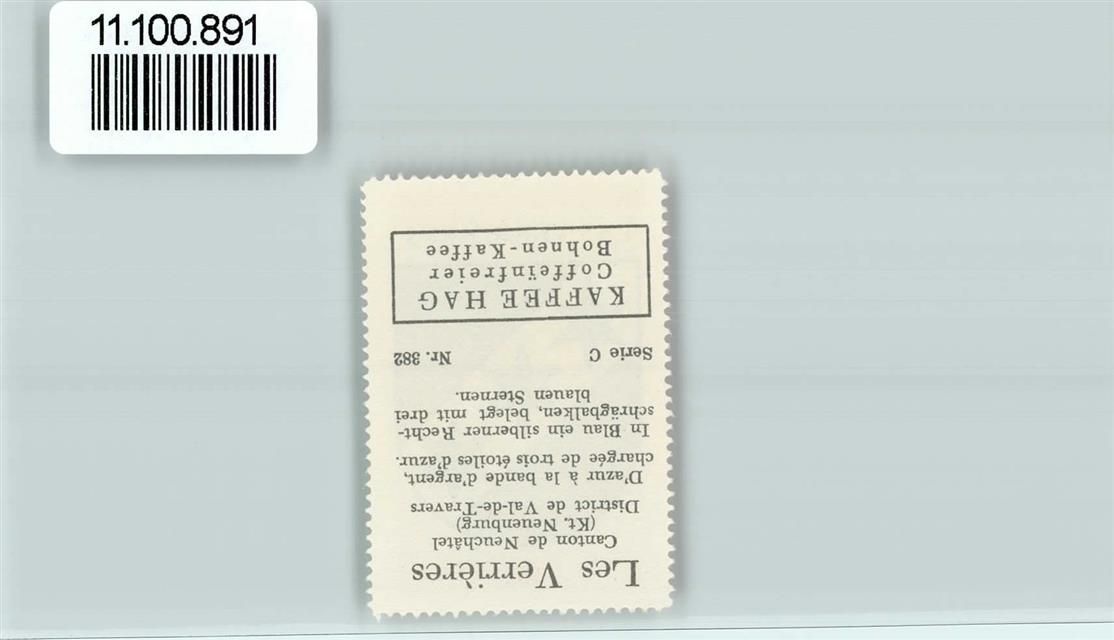 11.100.891
Les Verrières
Canton de Neuchâtel
(Kt. Neuenburg)
District de Val-de-Travers
D'azur à la bande d'argent,
chargée de trois étoiles d'azur.
In Blau ein silberner Recht-
schrägbalken, belegt mit drei
blauen Sternen.
Serie C Nr. 382
KAFFEE HAG
Coffeïnfreier
Bohnen-Kaffee